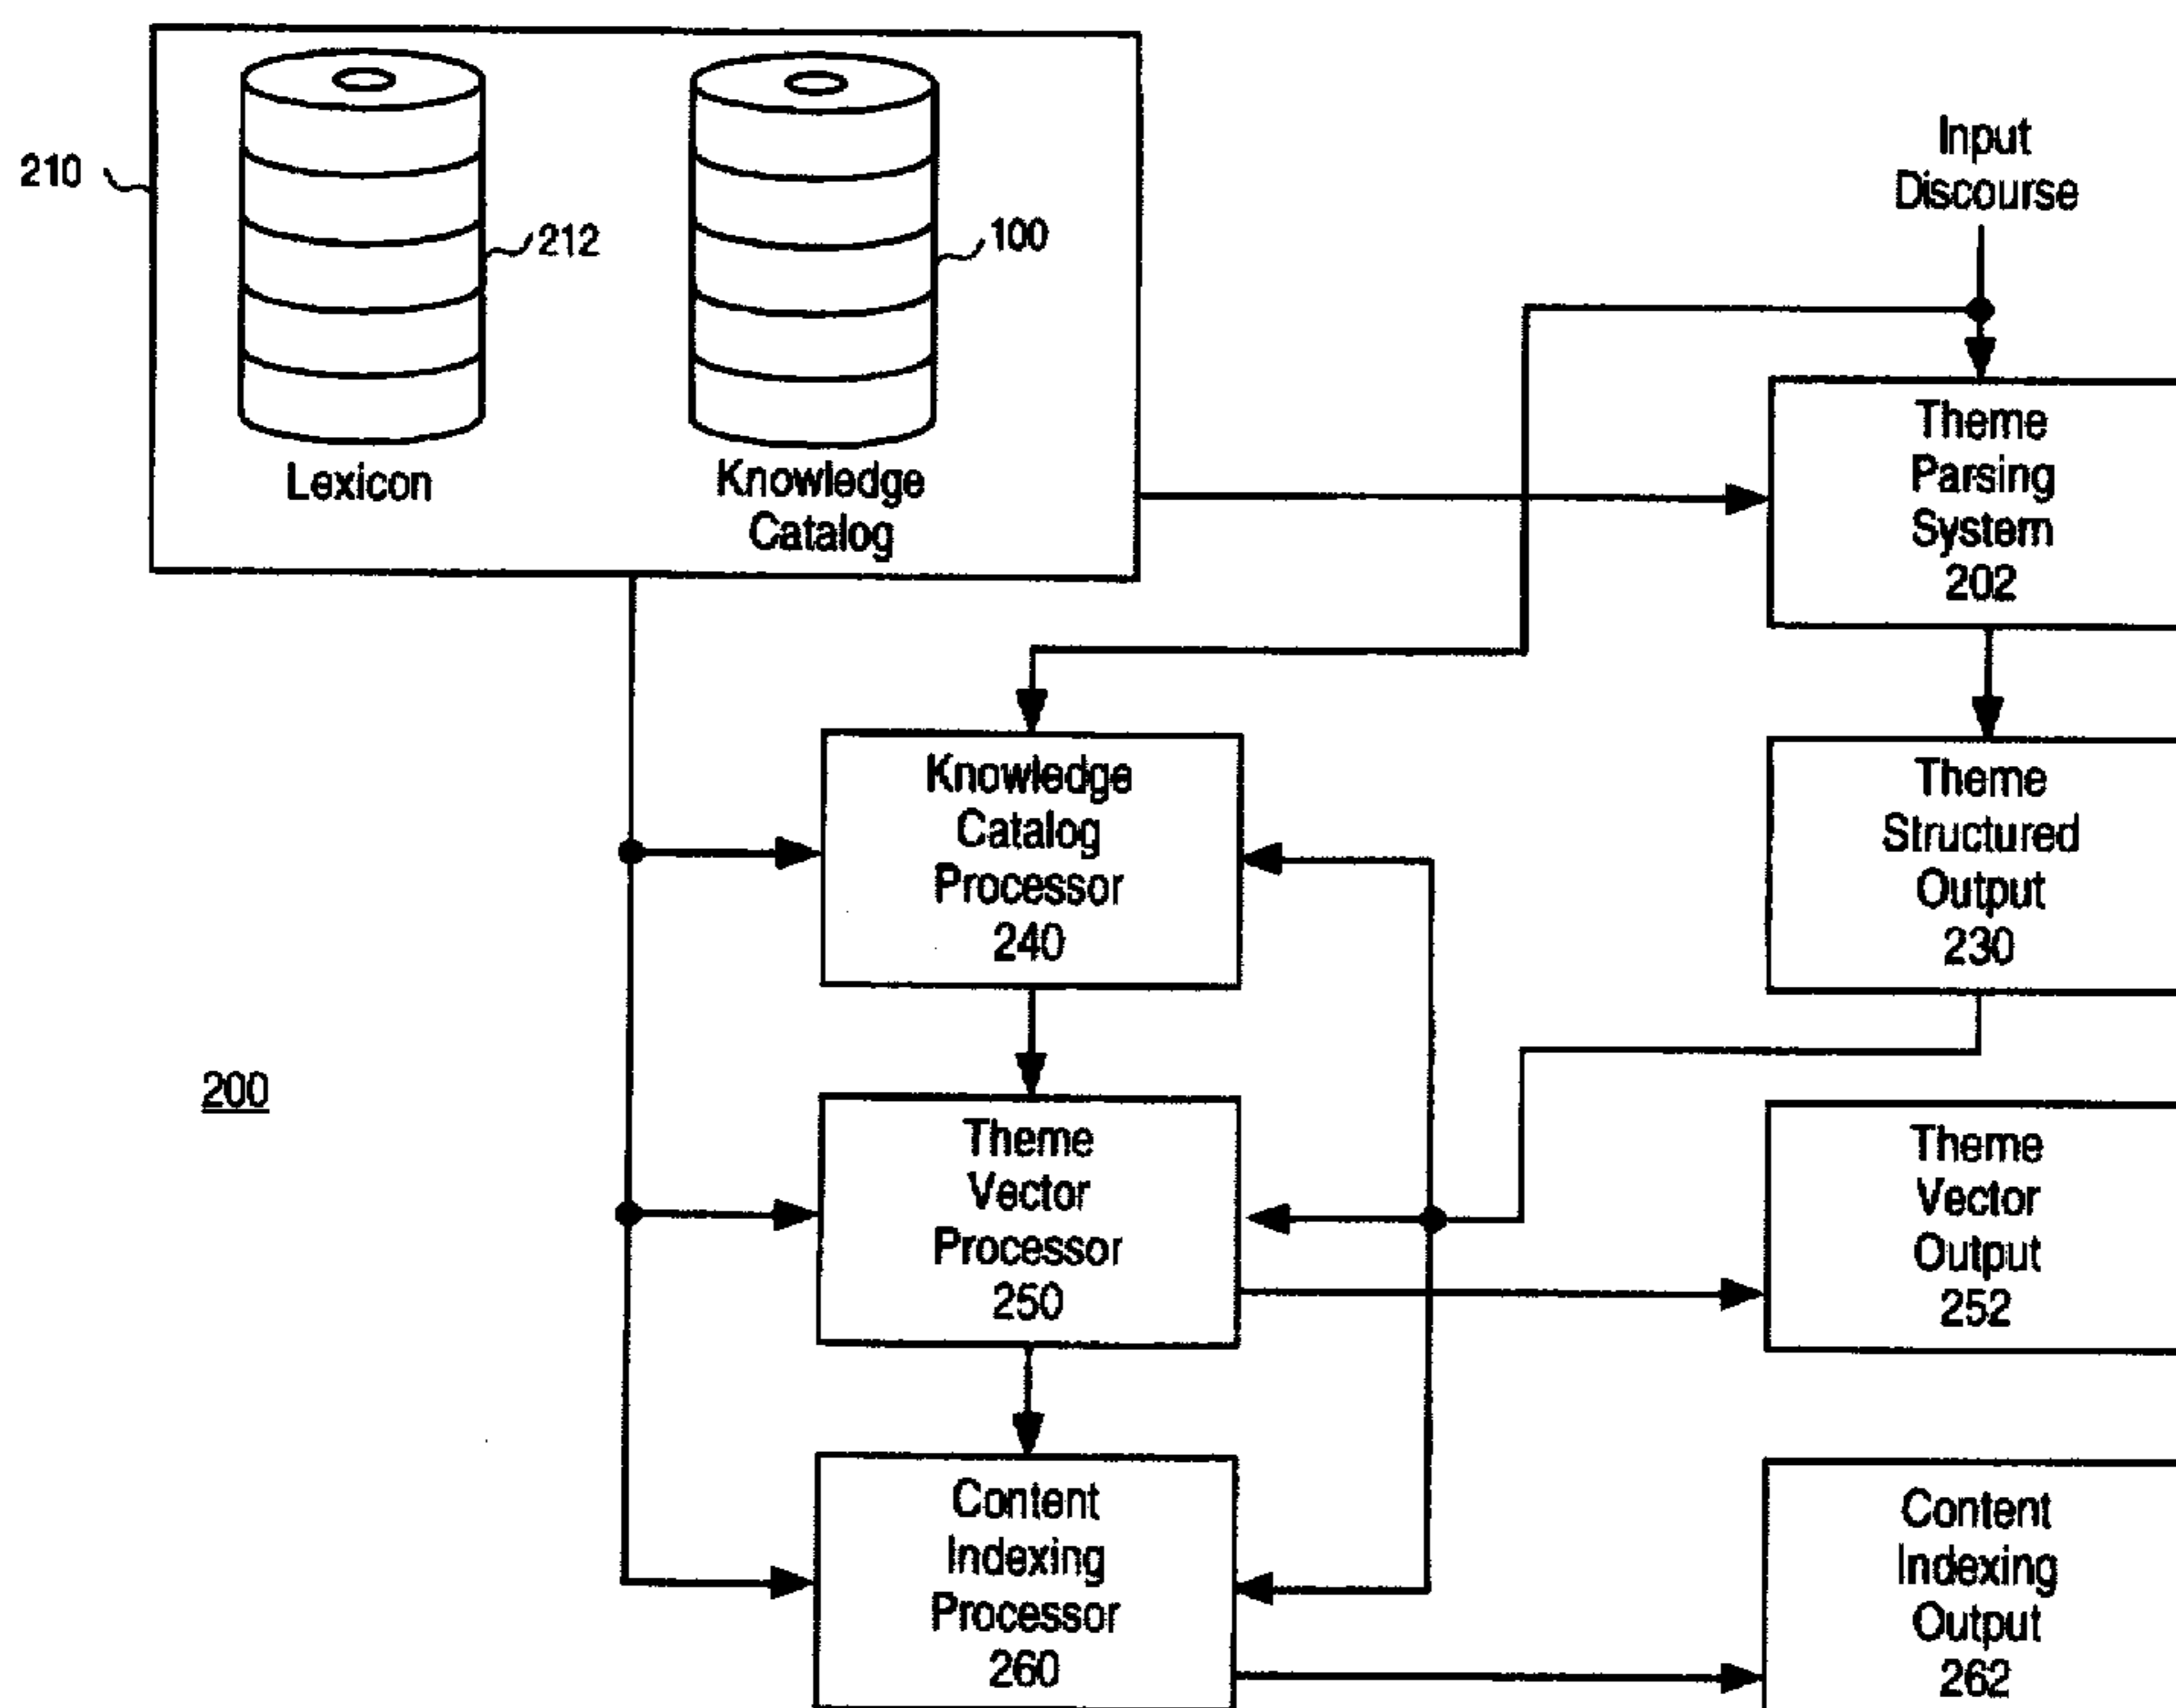 210
212
100
Lexicon
Knowledge
Catalog
Input
Discourse
Theme
Parsing
System
202
Knowledge
Catalog
Processor
240
Theme
Structured
Output
230
200
Theme
Vector
Processor
250
Theme
Vector
Output
252
Content
Indexing
Processor
260
Content
Indexing
Output
262